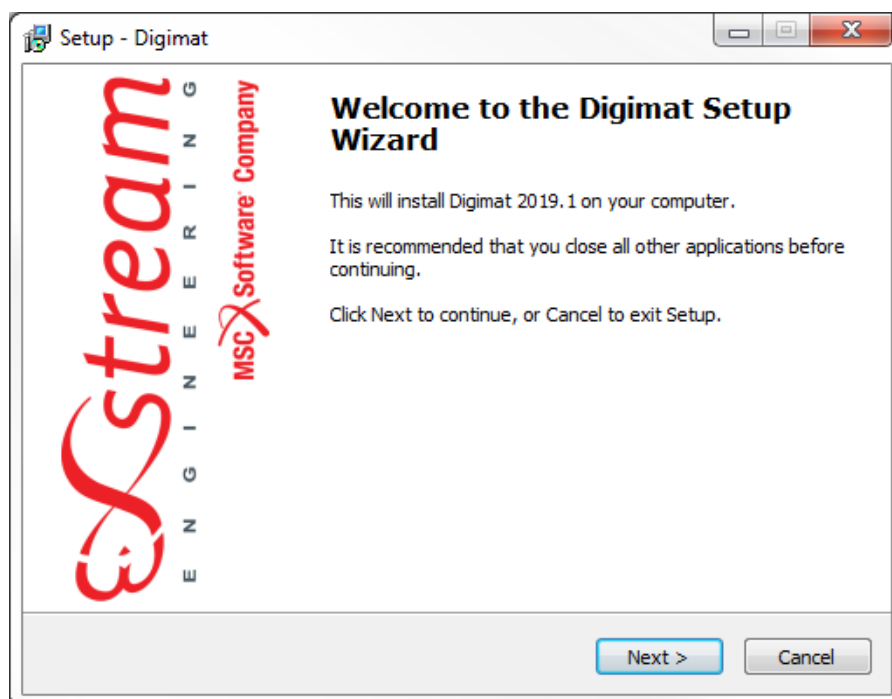 Setup - Digimat
e-Xstream
ENGINEERING
MSC Software® Company
Welcome to the Digimat Setup
Wizard
This will install Digimat 2019.1 on your computer.
It is recommended that you close all other applications before
continuing.
Click Next to continue, or Cancel to exit Setup.
Next >
Cancel